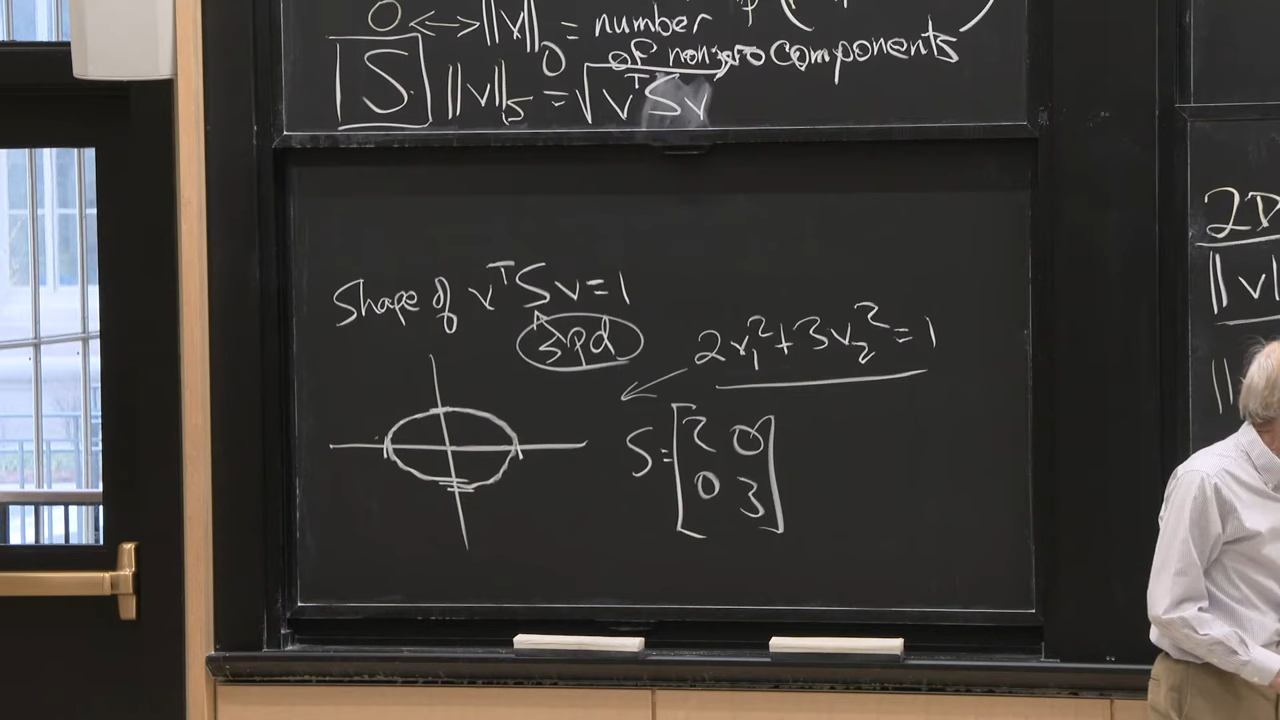 0 ↔ ||v||₀ = number
of nonzero components
S ||v||_S = √(vᵀSv)
Shape of vᵀSv=1
spd
2v₁²+3v₂²=1
S=[2 0
0 3]
2D
||v||
||